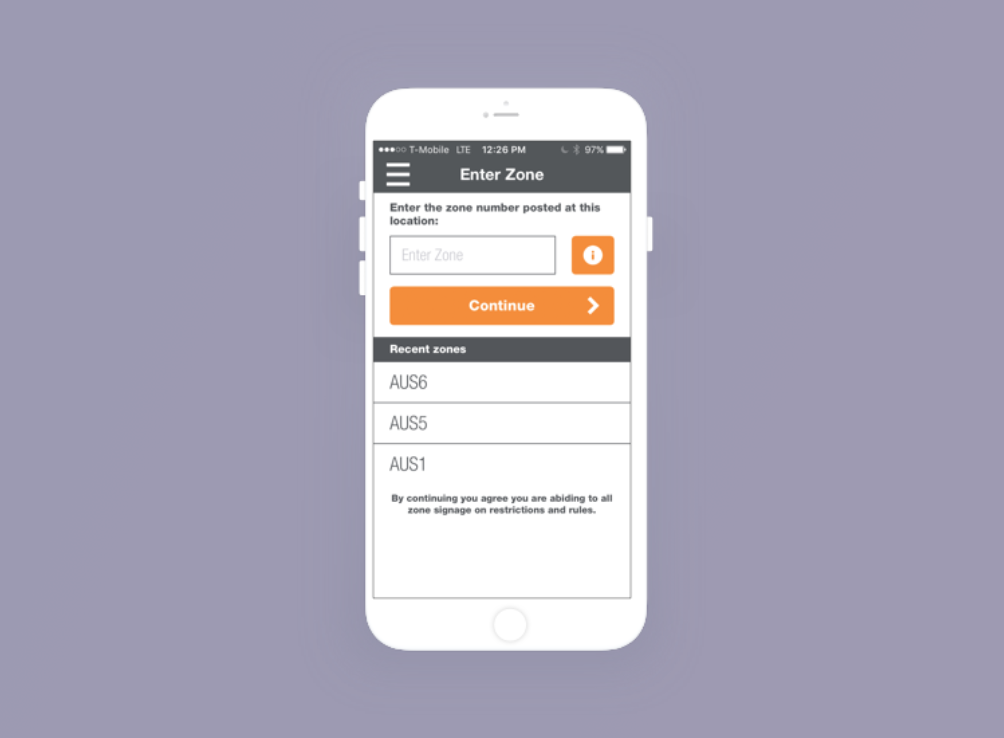 T-Mobile LTE 12:26 PM 97%
Enter Zone
Enter the zone number posted at this
location:
Enter Zone
Continue
Recent zones
AUS6
AUS5
AUS1
By continuing you agree you are abiding to all
zone signage on restrictions and rules.